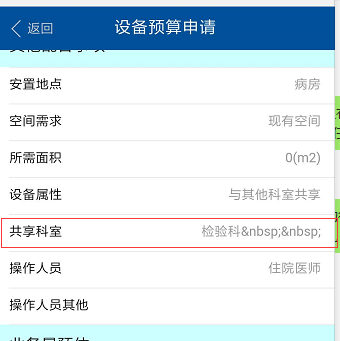 返回 设备预算申请
安置地点 病房
空间需求 现有空间
所需面积 0(m2)
设备属性 与其他科室共享
共享科室 检验科&nbsp;&nbsp;
操作人员 住院医师
操作人员其他